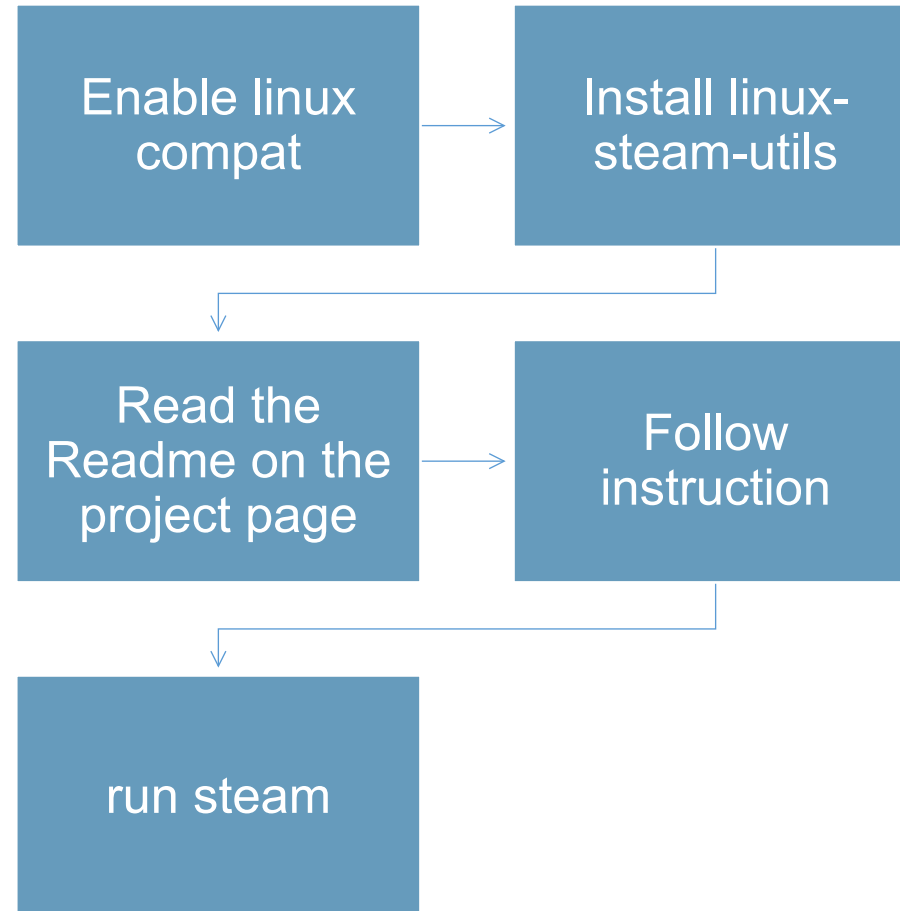 Enable linux
compat
Install linux-
steam-utils
Read the
Readme on the
project page
Follow
instruction
run steam